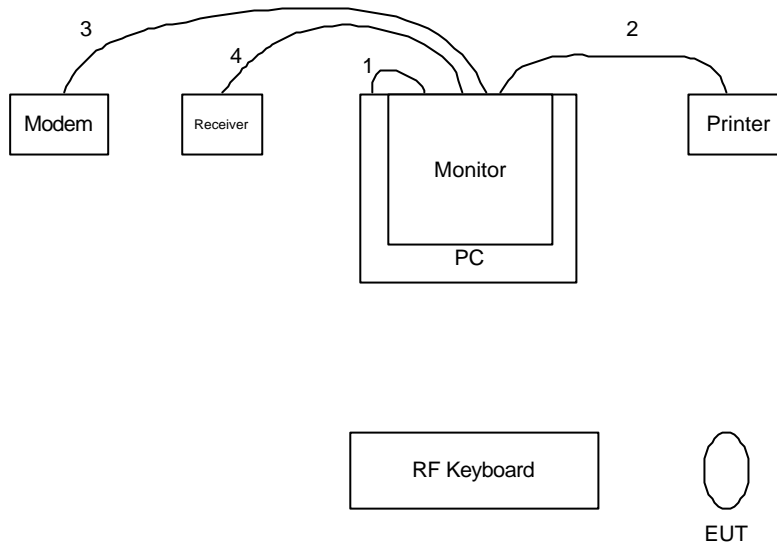 3
4
1
2
Modem
Receiver
Printer
Monitor
PC
RF Keyboard
EUT